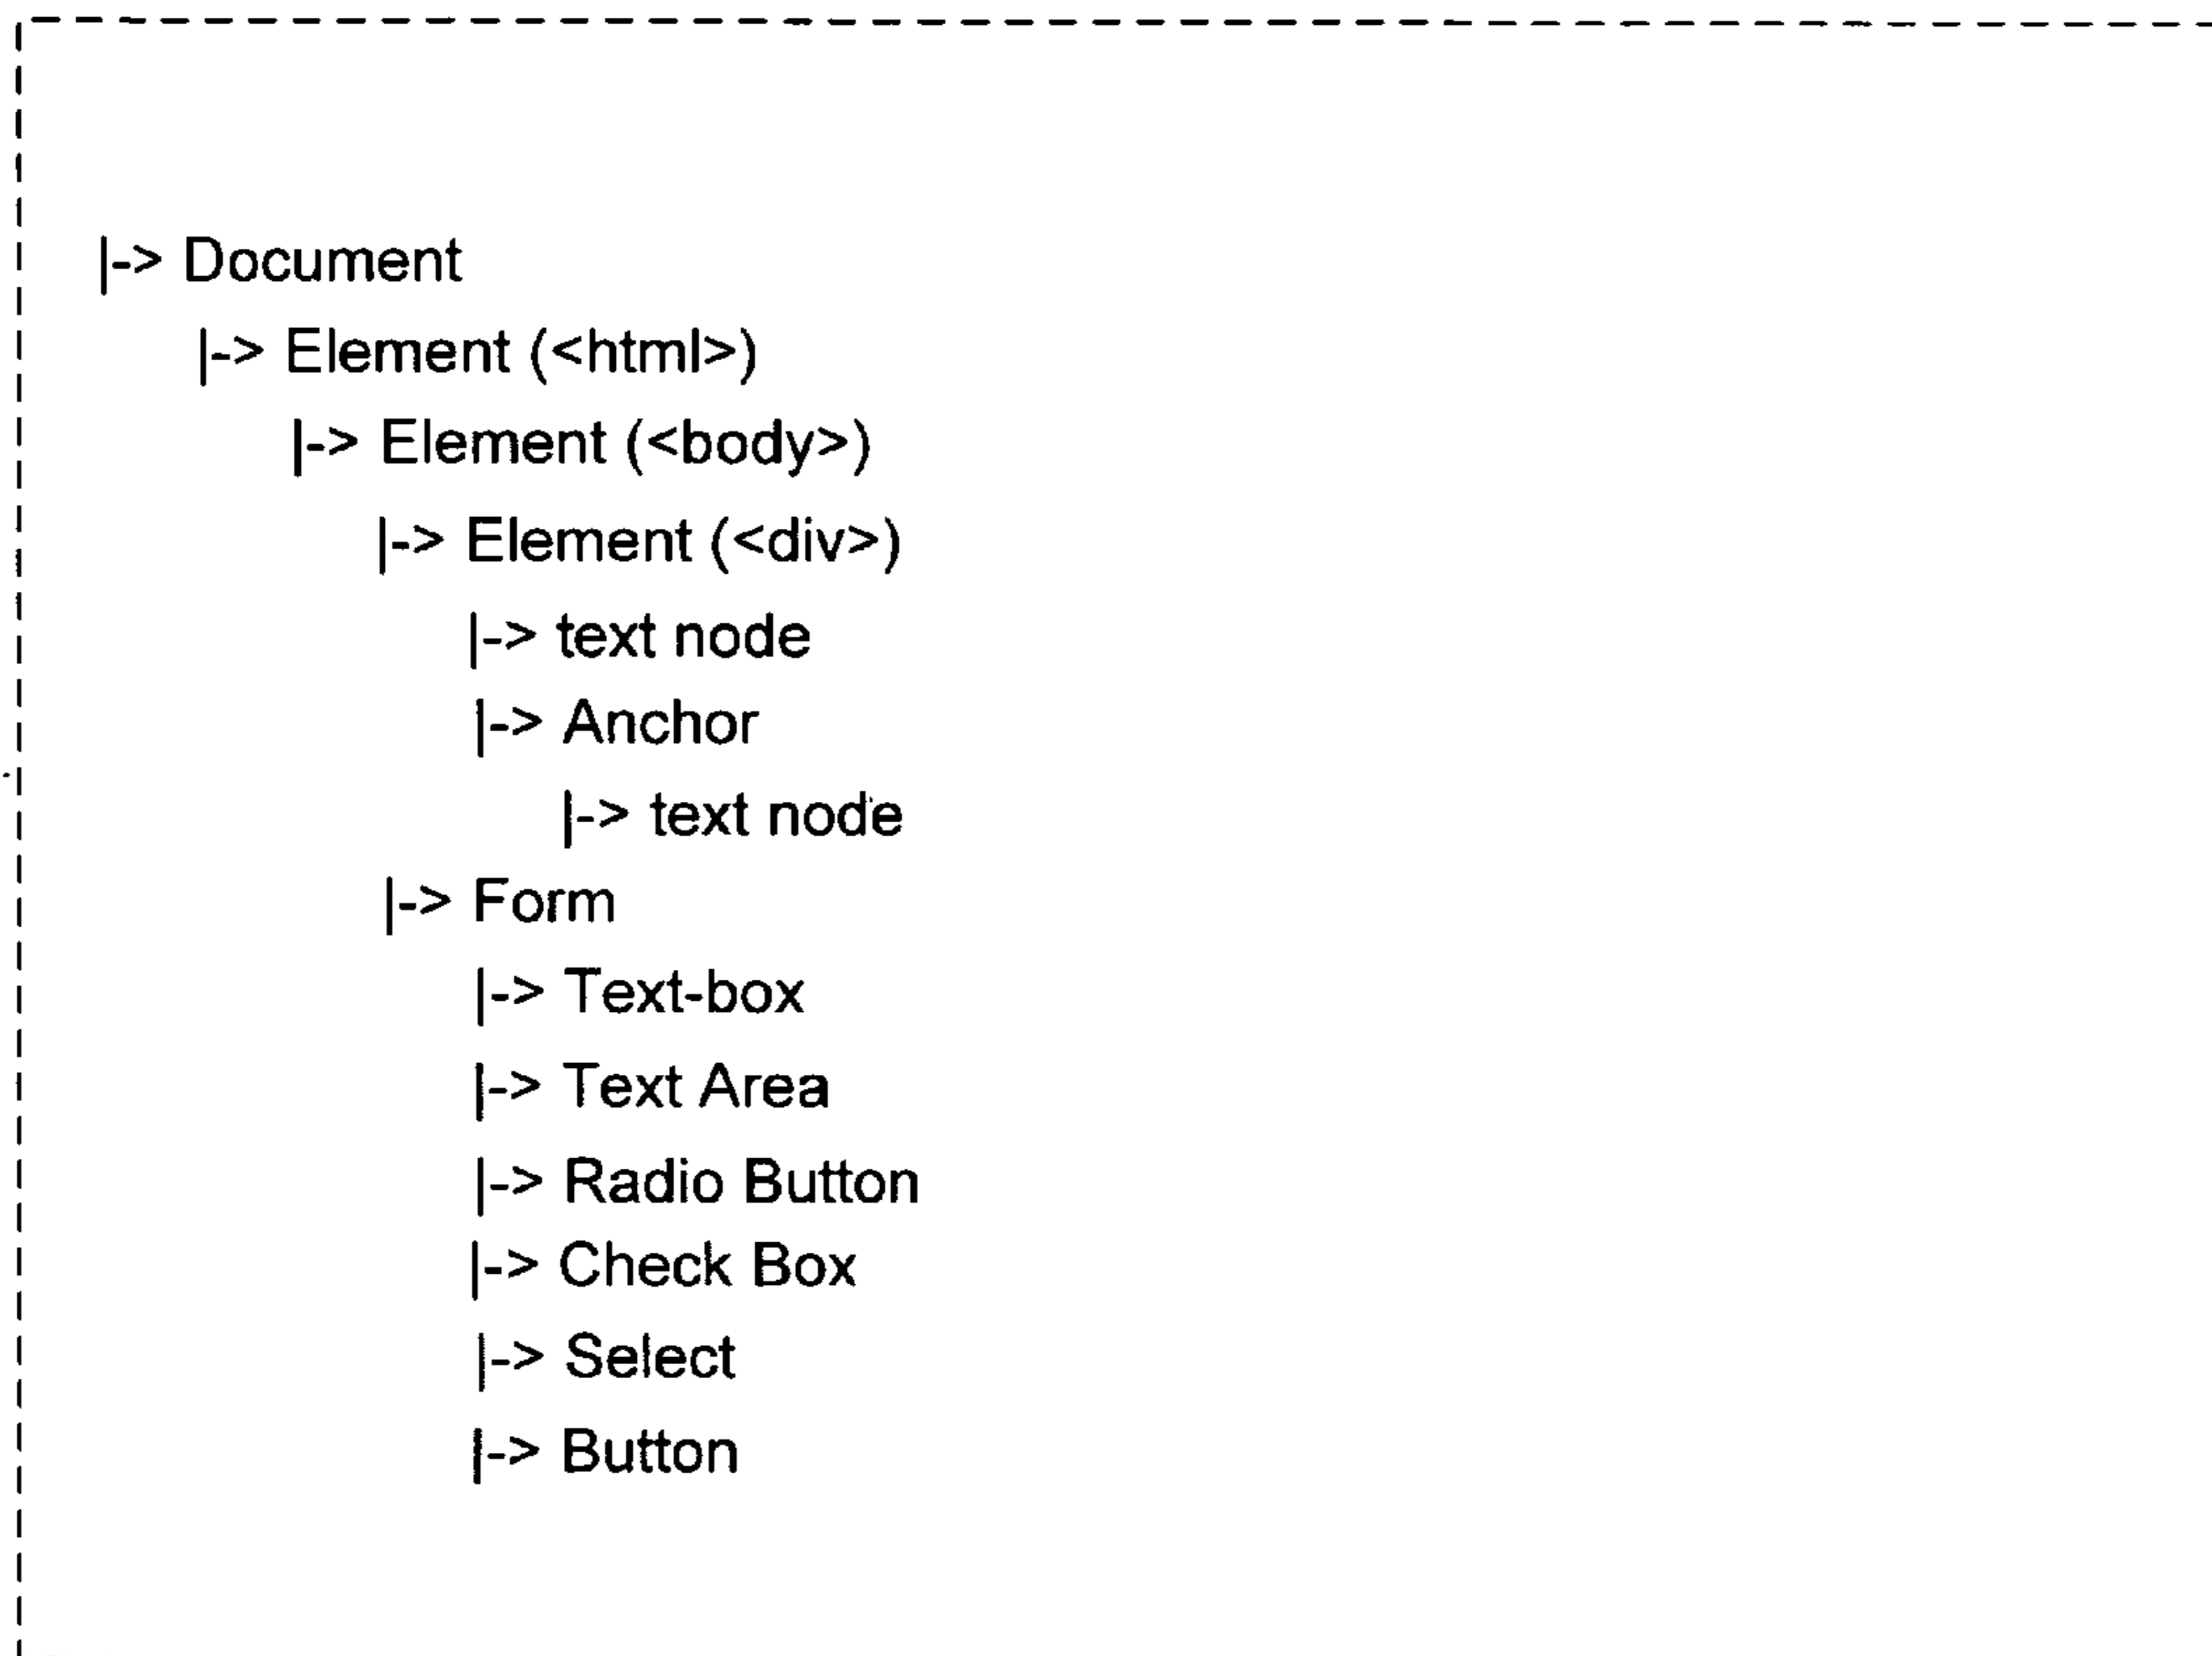 |-> Document
|-> Element (<html>)
|-> Element (<body>)
|-> Element (<div>)
|-> text node
|-> Anchor
|-> text node
|-> Form
|-> Text-box
|-> Text Area
|-> Radio Button
|-> Check Box
|-> Select
|-> Button